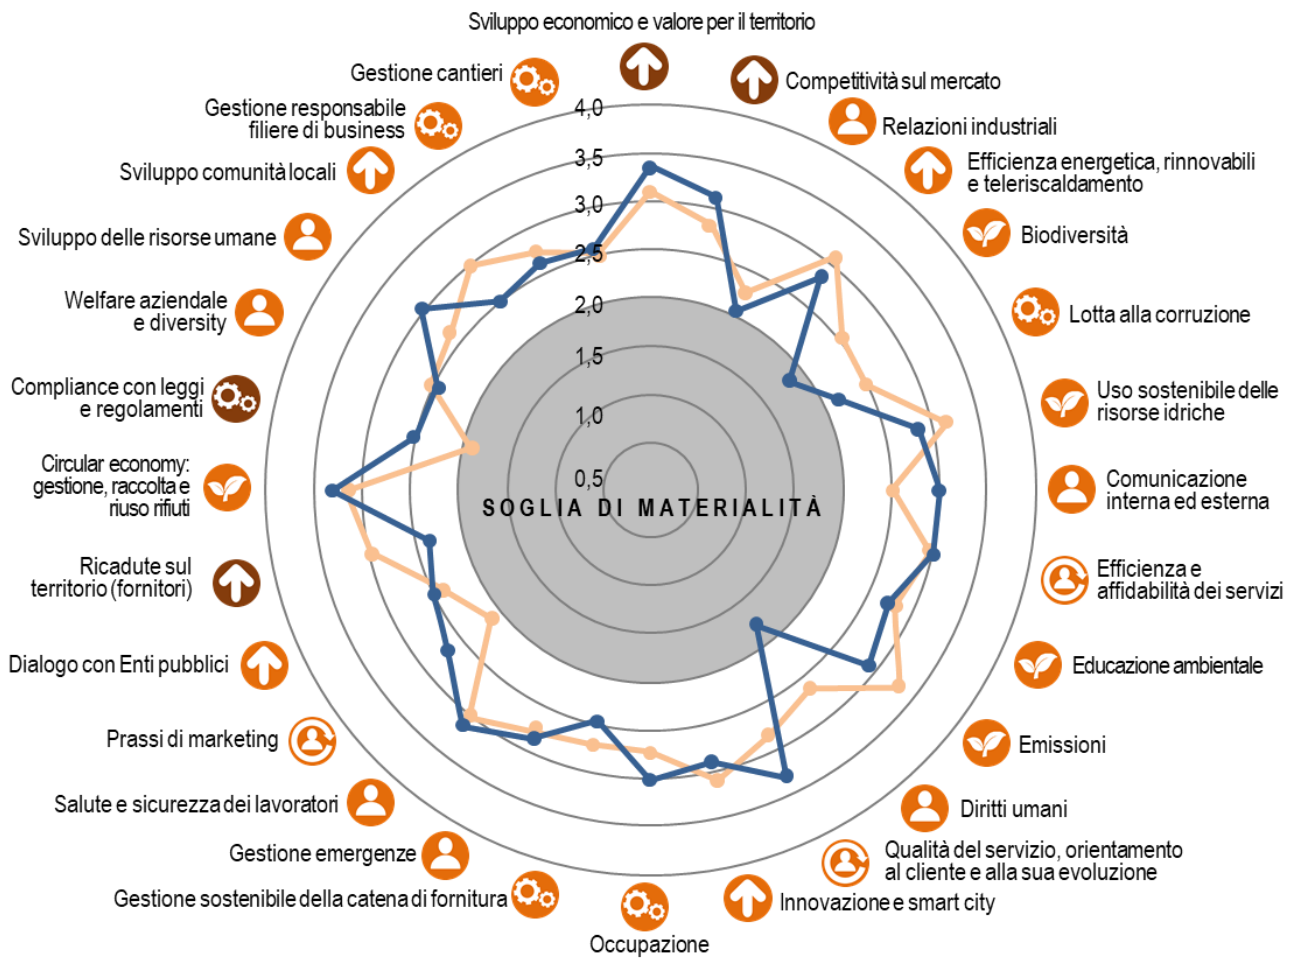 Sviluppo economico e valore per il territorio
Competitività sul mercato
Relazioni industriali
Efficienza energetica, rinnovabili
e teleriscaldamento
Biodiversità
Lotta alla corruzione
Uso sostenibile delle
risorse idriche
Comunicazione
interna ed esterna
Efficienza e
affidabilità dei servizi
Educazione ambientale
Emissioni
Diritti umani
Qualità del servizio, orientamento
al cliente e alla sua evoluzione
Innovazione e smart city
Occupazione
Gestione sostenibile della catena di fornitura
Gestione emergenze
Salute e sicurezza dei lavoratori
Prassi di marketing
Dialogo con Enti pubblici
Ricadute sul
territorio (fornitori)
Circular economy:
gestione, raccolta e
riuso rifiuti
Compliance con leggi
e regolamenti
Welfare aziendale
e diversity
Sviluppo delle risorse umane
Sviluppo comunità locali
Gestione responsabile
filiere di business
Gestione cantieri
4,0
3,5
3,0
2,5
2,0
1,5
1,0
0,5
SOGLIA DI MATERIALITÀ